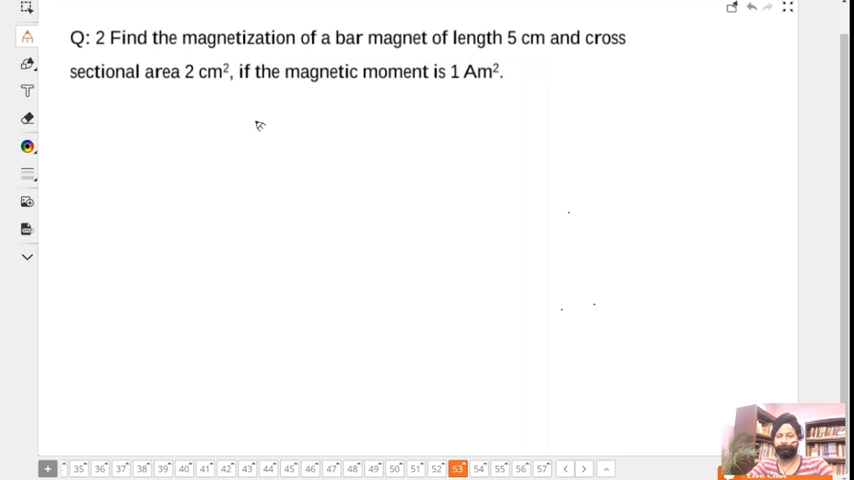 Q: 2 Find the magnetization of a bar magnet of length 5 cm and cross
sectional area 2 cm², if the magnetic moment is 1 Am².
35 36 37 38 39 40 41 42 43 44 45 46 47 48 49 50 51 52 53 54 55 56 57
Live Chat